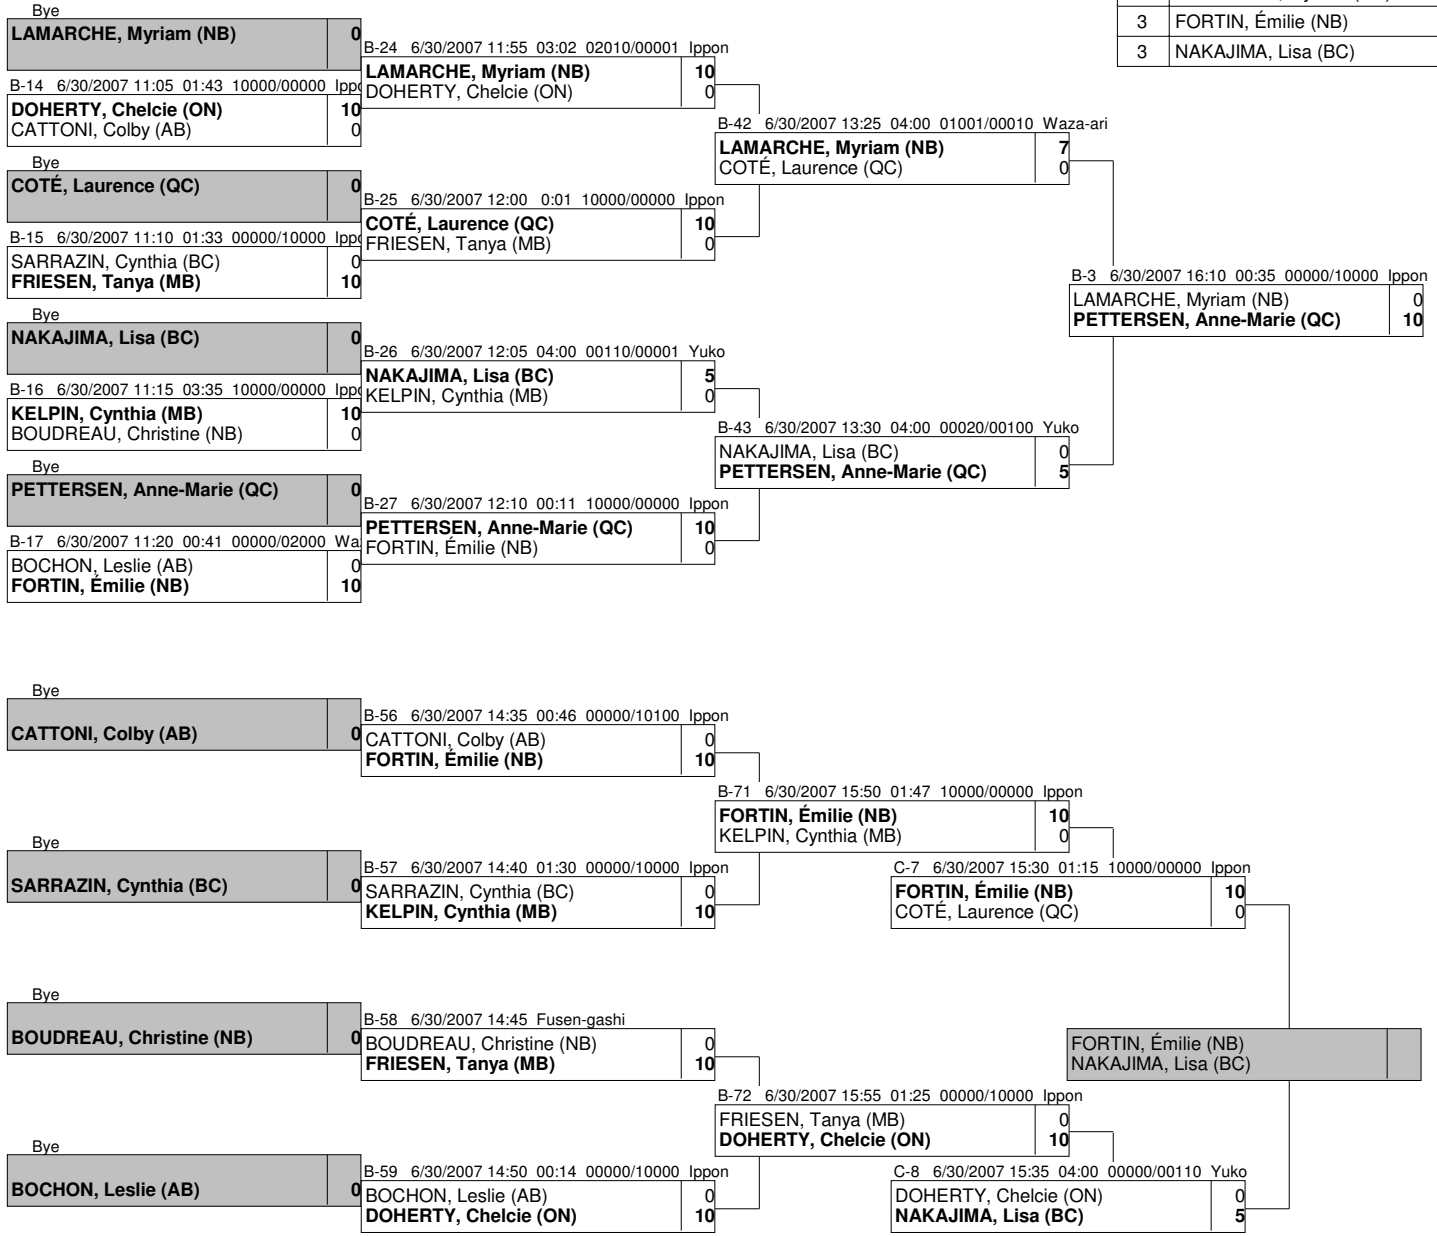 3 FORTIN, Émilie (NB)
3 NAKAJIMA, Lisa (BC)
Bye
LAMARCHE, Myriam (NB) 0
B-14 6/30/2007 11:05 01:43 10000/00000
DOHERTY, Chelcie (ON) 10
CATTONI, Colby (AB) 0
Bye
COTÉ, Laurence (QC) 0
B-15 6/30/2007 11:10 01:33 00000/10000
SARRAZIN, Cynthia (BC) 0
FRIESEN, Tanya (MB) 10
Bye
NAKAJIMA, Lisa (BC) 0
B-16 6/30/2007 11:15 03:35 10000/00000
KELPIN, Cynthia (MB) 10
BOUDREAU, Christine (NB) 0
Bye
PETTERSEN, Anne-Marie (QC) 0
B-17 6/30/2007 11:20 00:41 00000/02000
BOCHON, Leslie (AB) 0
FORTIN, Émilie (NB) 10
B-24 6/30/2007 11:55 03:02 02010/00001 Ippon
LAMARCHE, Myriam (NB) 10
DOHERTY, Chelcie (ON) 0
B-25 6/30/2007 12:00 0:01 10000/00000 Ippon
COTÉ, Laurence (QC) 10
FRIESEN, Tanya (MB) 0
B-26 6/30/2007 12:05 04:00 00110/00001 Yuko
NAKAJIMA, Lisa (BC) 5
KELPIN, Cynthia (MB) 0
B-27 6/30/2007 12:10 00:11 10000/00000 Ippon
PETTERSEN, Anne-Marie (QC) 10
FORTIN, Émilie (NB) 0
B-42 6/30/2007 13:25 04:00 01001/00010 Waza-ari
LAMARCHE, Myriam (NB) 7
COTÉ, Laurence (QC) 0
B-43 6/30/2007 13:30 04:00 00020/00100 Yuko
NAKAJIMA, Lisa (BC) 0
PETTERSEN, Anne-Marie (QC) 5
B-3 6/30/2007 16:10 00:35 00000/10000 Ippon
LAMARCHE, Myriam (NB) 0
PETTERSEN, Anne-Marie (QC) 10
Bye
CATTONI, Colby (AB) 0
Bye
SARRAZIN, Cynthia (BC) 0
Bye
BOUDREAU, Christine (NB) 0
Bye
BOCHON, Leslie (AB) 0
B-56 6/30/2007 14:35 00:46 00000/10100 Ippon
CATTONI, Colby (AB) 0
FORTIN, Émilie (NB) 10
B-57 6/30/2007 14:40 01:30 00000/10000 Ippon
SARRAZIN, Cynthia (BC) 0
KELPIN, Cynthia (MB) 10
B-58 6/30/2007 14:45 Fusen-gashi
BOUDREAU, Christine (NB) 0
FRIESEN, Tanya (MB) 10
B-59 6/30/2007 14:50 00:14 00000/10000 Ippon
BOCHON, Leslie (AB) 0
DOHERTY, Chelcie (ON) 10
B-71 6/30/2007 15:50 01:47 10000/00000 Ippon
FORTIN, Émilie (NB) 10
KELPIN, Cynthia (MB) 0
B-72 6/30/2007 15:55 01:25 00000/10000 Ippon
FRIESEN, Tanya (MB) 0
DOHERTY, Chelcie (ON) 10
C-7 6/30/2007 15:30 01:15 10000/00000 Ippon
FORTIN, Émilie (NB) 10
COTÉ, Laurence (QC) 0
C-8 6/30/2007 15:35 04:00 00000/00110 Yuko
DOHERTY, Chelcie (ON) 0
NAKAJIMA, Lisa (BC) 5
FORTIN, Émilie (NB)
NAKAJIMA, Lisa (BC)